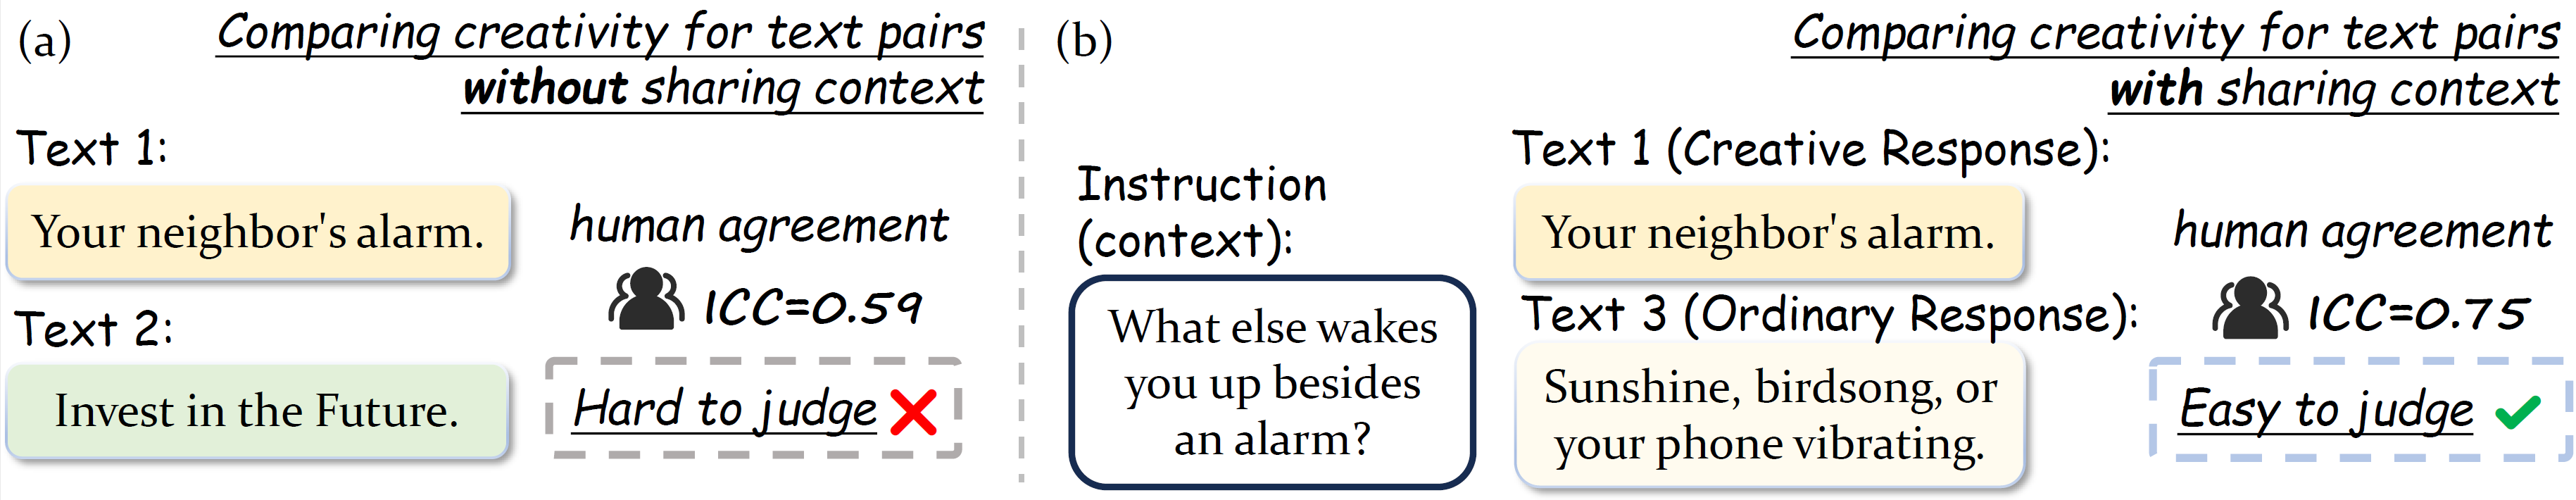 (a)
Comparing creativity for text pairs
without sharing context
Text 1:
Your neighbor's alarm.
Text 2:
Invest in the Future.
human agreement
ICC=0.59
Hard to judge
(b)
Comparing creativity for text pairs
with sharing context
Instruction
(context):
What else wakes
you up besides
an alarm?
Text 1 (Creative Response):
Your neighbor's alarm.
Text 3 (Ordinary Response):
Sunshine, birdsong, or
your phone vibrating.
human agreement
ICC=0.75
Easy to judge